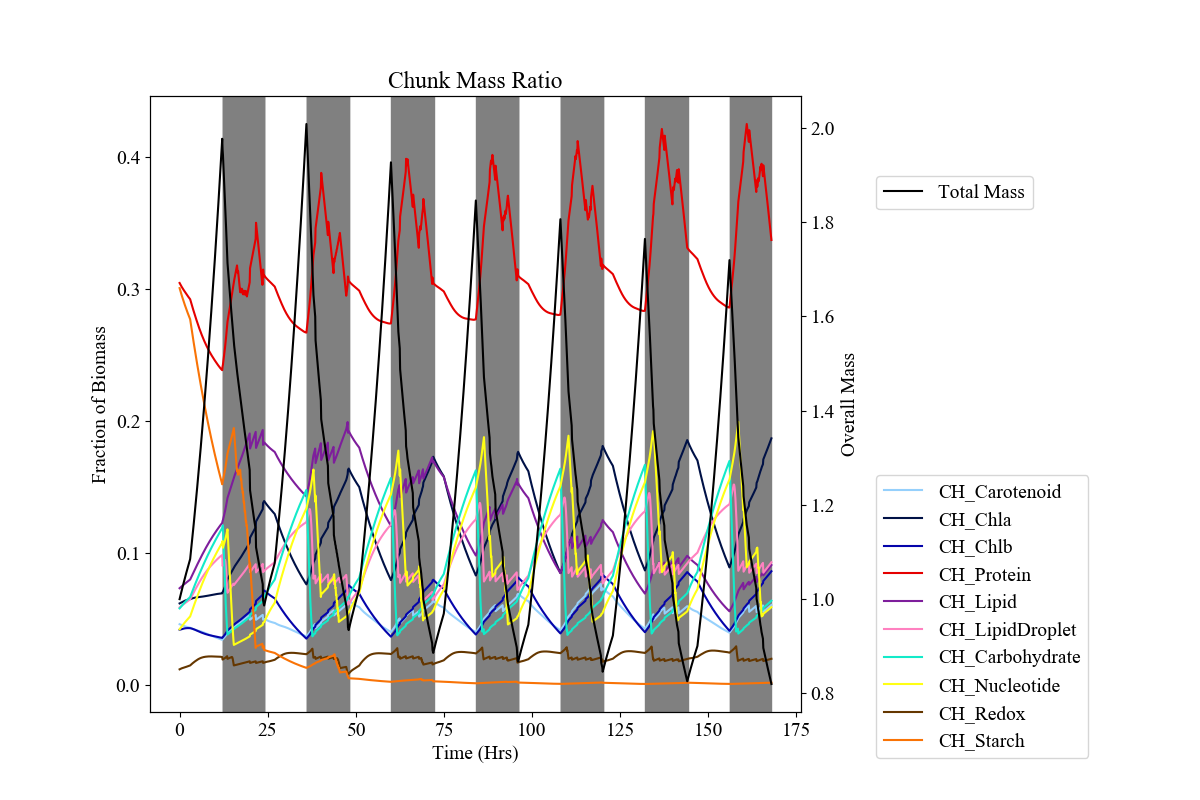 Chunk Mass Ratio
Fraction of Biomass
0.4
0.3
0.2
0.1
0.0
0
25
50
75
100
125
150
175
Time (Hrs)
2.0
1.8
1.6
1.4
1.2
1.0
0.8
Overall Mass
Total Mass
CH_Carotenoid
CH_Chla
CH_Chlb
CH_Protein
CH_Lipid
CH_LipidDroplet
CH_Carbohydrate
CH_Nucleotide
CH_Redox
CH_Starch